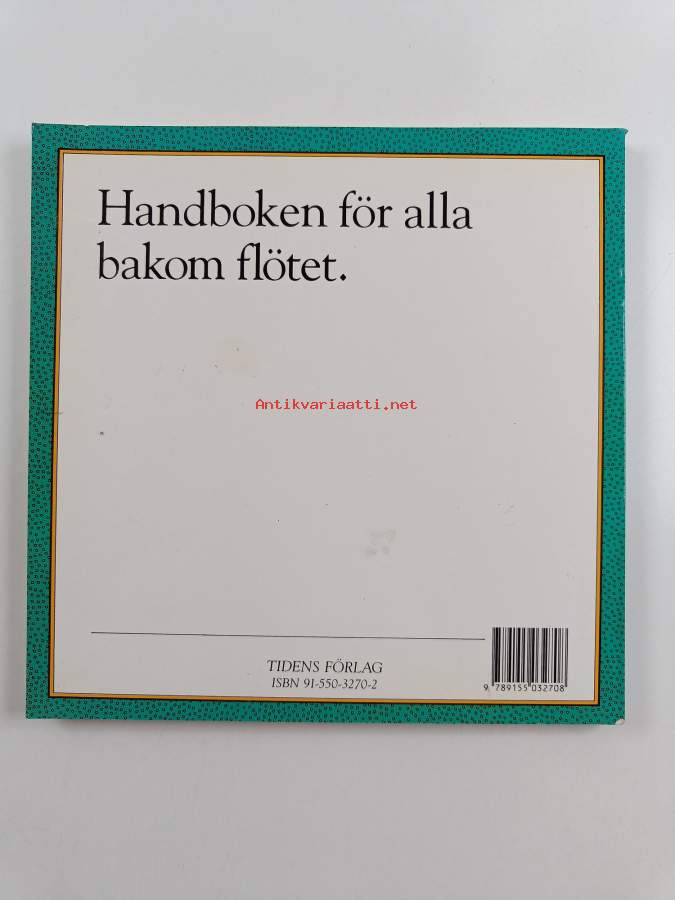 Handboken för alla
bakom flötet.
Antikvariaatti.net
TIDENS FÖRLAG
ISBN 91-550-3270-2
9 789155 032708